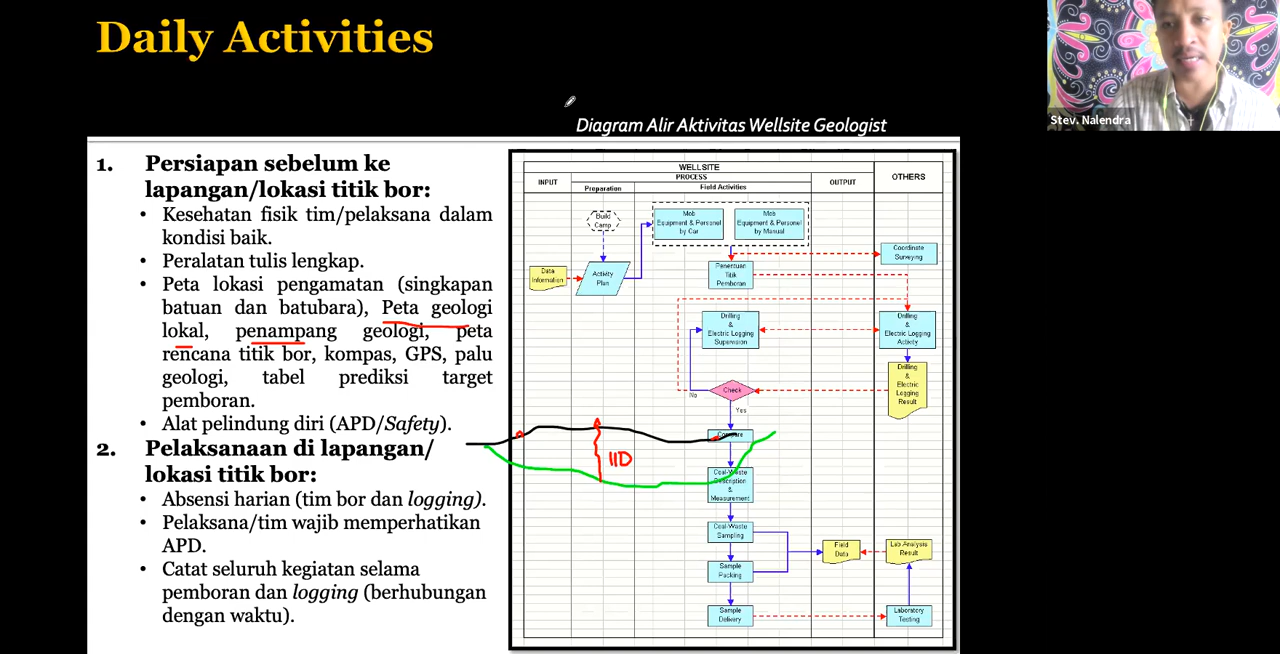 Daily Activities
Stev. Nalendra
Diagram Alir Aktivitas Wellsite Geologist
1. Persiapan sebelum ke
lapangan/lokasi titik bor:
• Kesehatan fisik tim/pelaksana dalam
kondisi baik.
• Peralatan tulis lengkap.
• Peta lokasi pengamatan (singkapan
batuan dan batubara), Peta geologi
lokal, penampang geologi, peta
rencana titik bor, kompas, GPS, palu
geologi, tabel prediksi target
pemboran.
• Alat pelindung diri (APD/Safety).
2. Pelaksanaan di lapangan/
lokasi titik bor:
• Absensi harian (tim bor dan logging).
• Pelaksana/tim wajib memperhatikan
APD.
• Catat seluruh kegiatan selama
pemboran dan logging (berhubungan
dengan waktu).
WELLSITE
PROCESS
INPUT
Preparation
Field Activities
OUTPUT
OTHERS
Build
Camp
Mob
Equipment & Personel
by Car
Mob
Equipment & Personel
by Manual
Coordinate
Surveying
Data
Information
Activity
Plan
Penentuan
Titik
Pemboran
Drilling
&
Electric Logging
Supervision
Drilling
&
Electric Logging
Activity
Drilling
&
Electric
Logging
Result
Check
No
Yes
Compare
110
Coal-Waste
Description
&
Measurement
Coal-Waste
Sampling
Field
Data
Lab Analysis
Result
Sample
Packing
Sample
Delivery
Laboratory
Testing